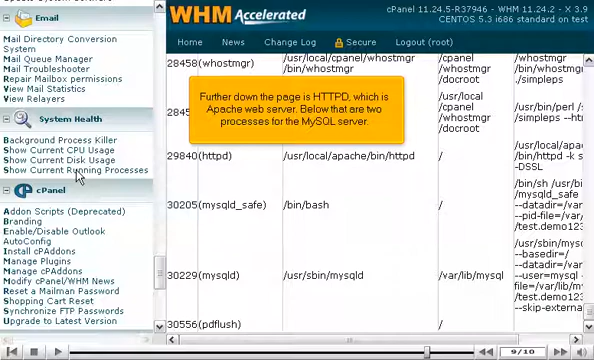 Update System Software
Email
Mail Directory Conversion
System
Mail Queue Manager
Mail Troubleshooter
Repair Mailbox permissions
View Mail Statistics
View Relayers
System Health
Background Process Killer
Show Current CPU Usage
Show Current Disk Usage
Show Current Running Processes
cPanel
Addon Scripts (Deprecated)
Branding
Enable/Disable Outlook
AutoConfig
Install cPAddons
Manage Plugins
Manage cPAddons
Modify cPanel/WHM News
Reset a Mailman Password
Shopping Cart Reset
Synchronize FTP Passwords
Upgrade to Latest Version
WHM Accelerated
cPanel 11.24.5-R37946 - WHM 11.24.2 - X 3.9
CENTOS 5.3 i686 standard on test
Home News Change Log Secure Logout (root)
28458(whostmgr) /usr/local/cpanel/whostmgr/
bin/whostmgr
/cpanel
/whostmgr
/docroot
whostmgr/bin/whostm
./simpleps
Further down the page is HTTPD, which is
Apache web server. Below that are two
processes for the MySQL server.
/usr/local
/cpanel
/whostmgr
/docroot
/usr/bin/perl /
simpleps --htt
29840(httpd) /usr/local/apache/bin/httpd /
bin/httpd -k s
-DSSL
30205(mysqld_safe) /bin/bash /
/bin/sh /usr/bi
--datadir=/var
--pid-file=/var
/test.demo123
30229(mysqld) /usr/sbin/mysqld /var/lib/mysql
/usr/sbin/mysq
--basedir=/
--datadir=/var
--user=mysql -
file=/var/lib/m
/test.demo123
--skip-externa
30556(pdflush) /
9/10